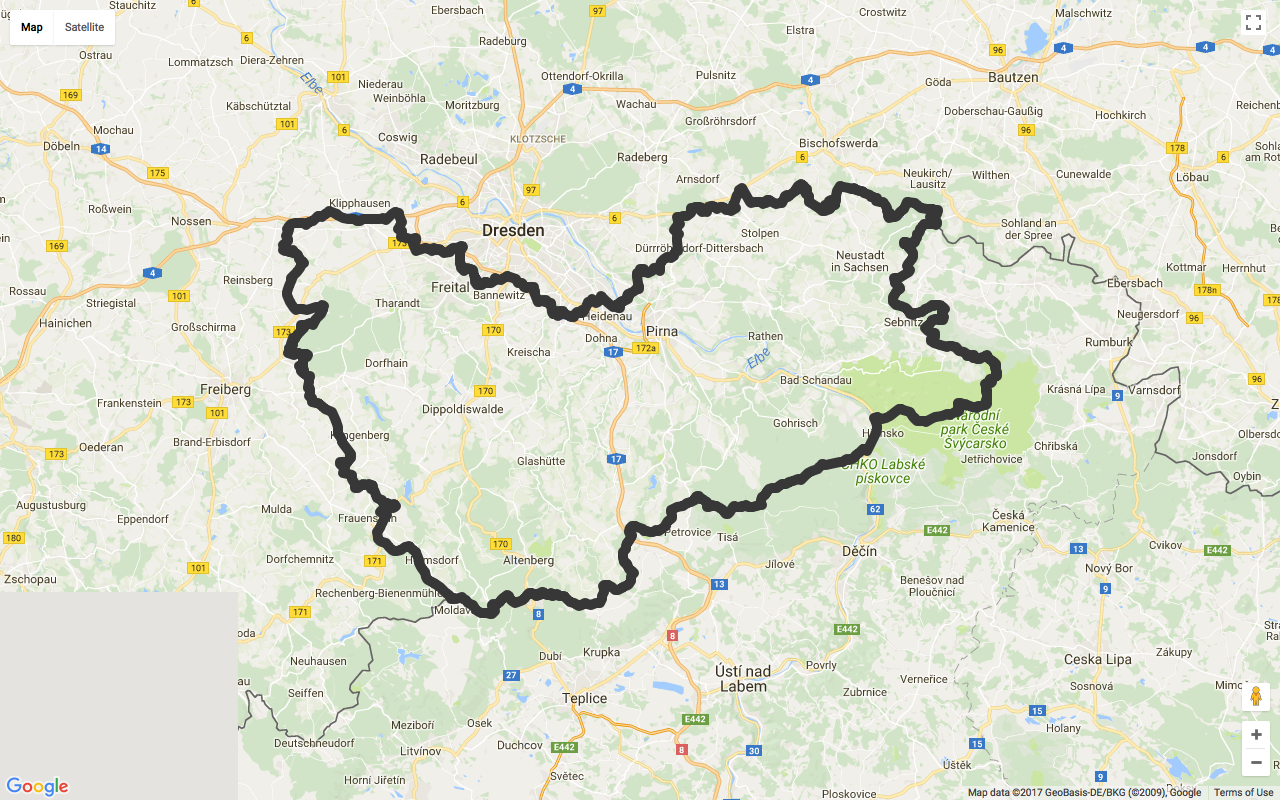 Map
Satellite
Ebersbach
97
Elstra
Crostwitz
Malschwitz
6
6
Radeburg
96
4
4
4
Ostrau
Lommatzsch
Diera-Zehren
Elbe
101
Niederau
Weinböhla
Ottendorf-Okrilla
4
Pulsnitz
4
Göda
Bautzen
169
Käbschütztal
101
Moritzburg
Wachau
Großröhrsdorf
Doberschau-Gaußig
Hochkirch
Mochau
6
Coswig
KLOTZSCHE
96
Döbeln
14
Radebeul
Radeberg
Bischofswerda
6
178
6
175
Arnsdorf
Neukirch/
Lausitz
Wilthen
Cunewalde
Löbau
97
Roßwein
Nossen
Klipphausen
6
6
Dresden
Stolpen
Sohland an
der Spree
169
173
Dürrröhrsdorf-Dittersbach
Neustadt
in Sachsen
Kottmar
Herrnhut
4
Reinsberg
Freital
Bannewitz
Ebersbach
178n
Rossau
Striegistal
101
Tharandt
Heidenau
Sebnitz
Neugersdorf
96
Hainichen
Großschirma
173
170
Dohna
Pirna
Rathen
Rumburk
Dorfhain
Kreischa
17
172a
Elbe
Freiberg
170
Bad Schandau
Krásná Lípa
9
Varnsdorf
96
Frankenstein
173
101
Dippoldiswalde
Gohrisch
Národní
park České
Švýcarsko
Oederan
Brand-Erbisdorf
Klingenberg
Hřensko
Chřibská
Olbersdorf
173
Glashütte
17
CHKO Labské
pískovce
Jetřichovice
Jonsdorf
Oybin
Augustusburg
Eppendorf
Mulda
Frauenstein
62
Česká
Kamenice
180
Petrovice
Tisá
E442
170
Děčín
13
Cvikov
E442
Zschopau
101
Dorfchemnitz
171
Hermsdorf
Altenberg
Jílové
Nový Bor
9
Rechenberg-Bienenmühle
13
Benešov nad
Ploučnicí
171
Moldava
8
E442
8
Neuhausen
Dubí
Krupka
Povrly
Ceska Lipa
Zákupy
27
Ústí nad
Labem
Verneřice
Seiffen
Teplice
Zubrnice
Sosnová
Meziboří
Osek
E442
15
Deutschneudorf
Litvínov
Duchcov
E442
8
30
15
Holany
Horní Jiřetín
Světec
Úštěk
9
Ploskovice
Google
Map data ©2017 GeoBasis-DE/BKG (©2009), Google
Terms of Use